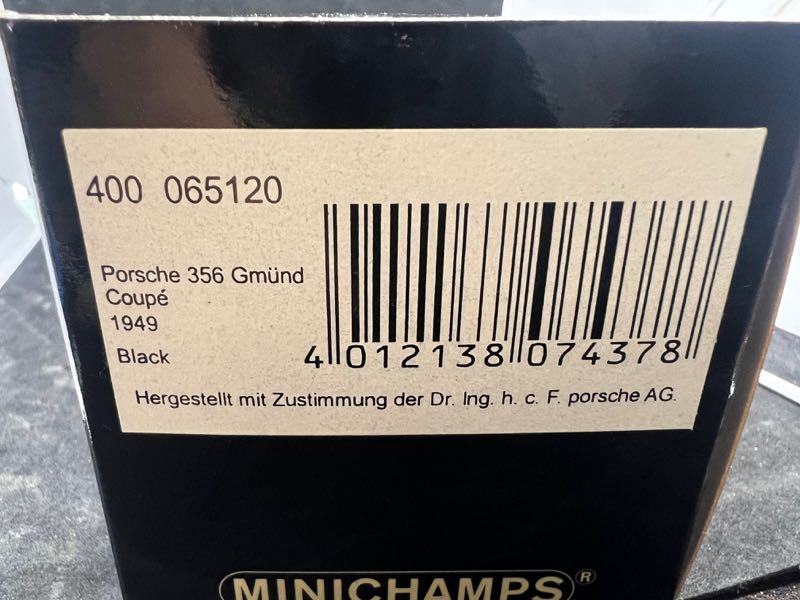 400 065120
Porsche 356 Gmünd
Coupé
1949
Black
4 012138 074378
Hergestellt mit Zustimmung der Dr. Ing. h. c. F. porsche AG.
MINICHAMPS®